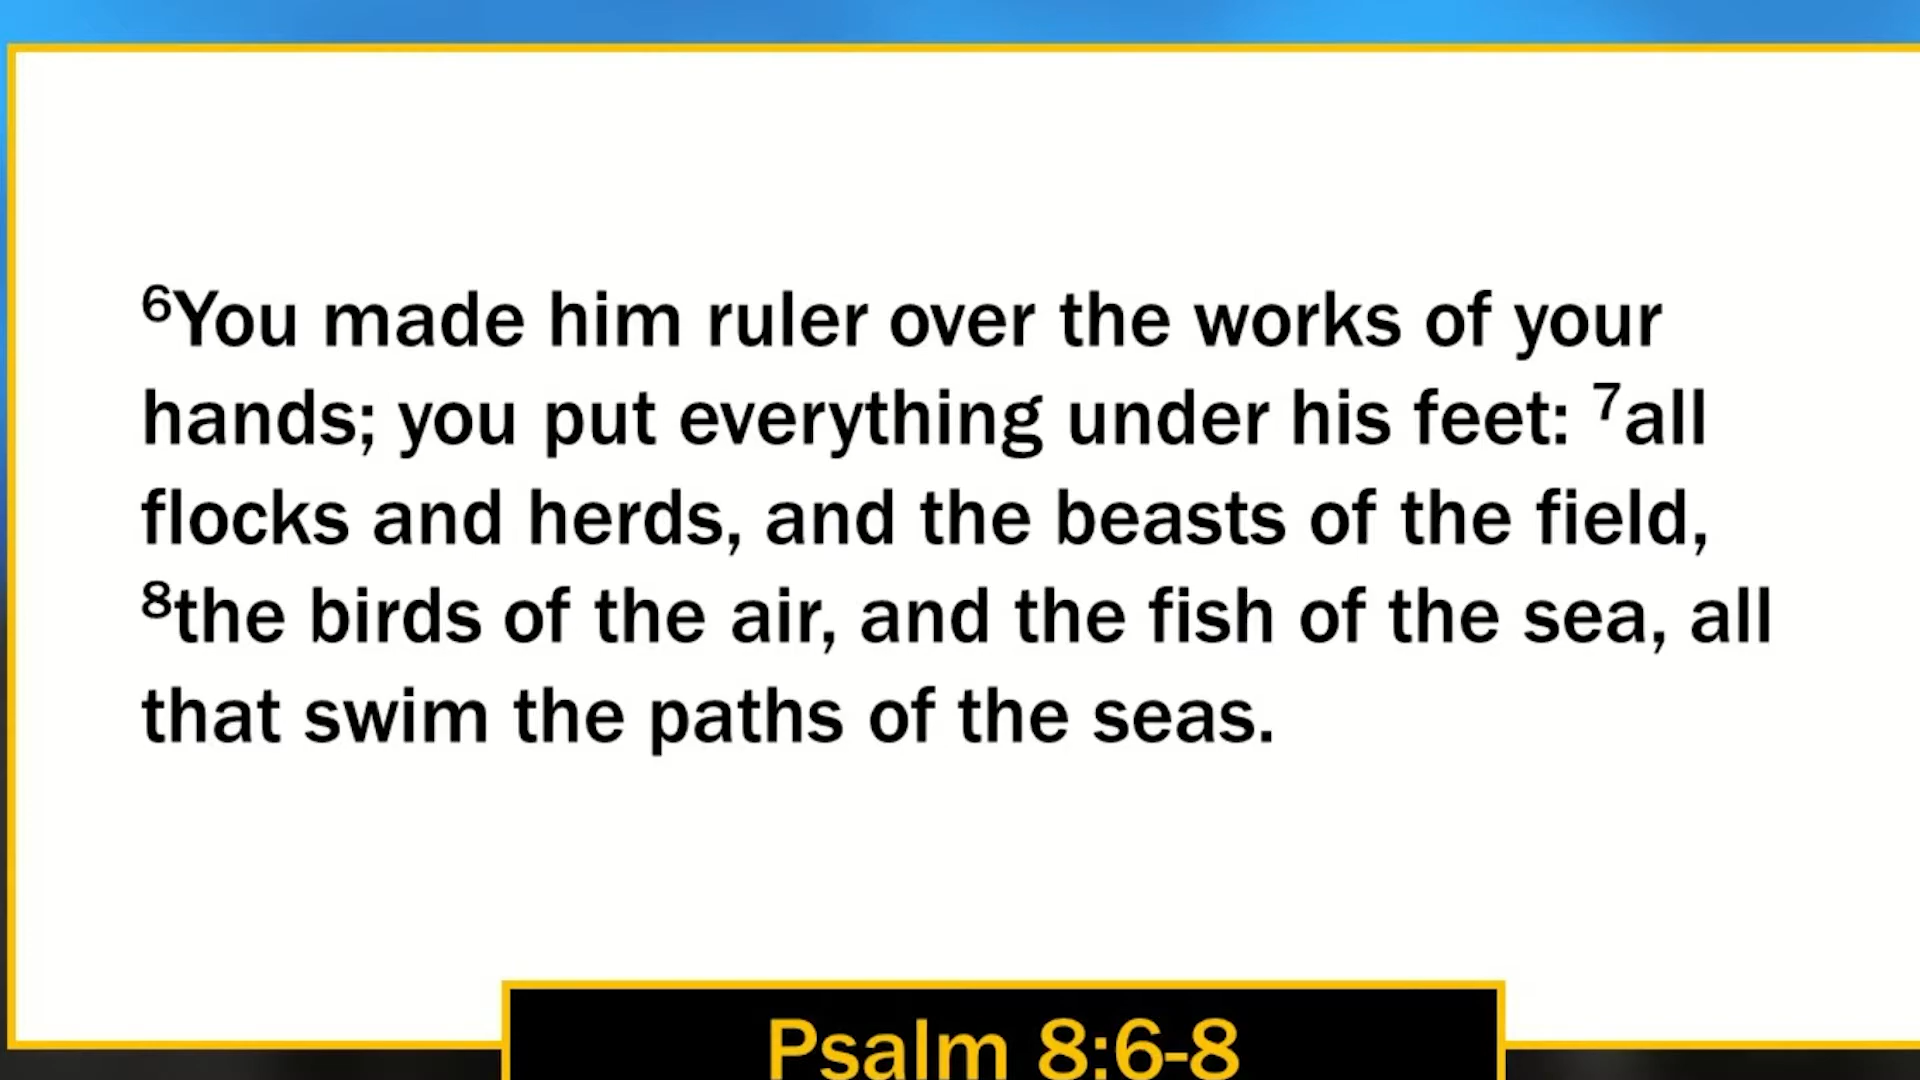 ⁶You made him ruler over the works of your
hands; you put everything under his feet: ⁷all
flocks and herds, and the beasts of the field,
⁸the birds of the air, and the fish of the sea, all
that swim the paths of the seas.
Psalm 8:6-8